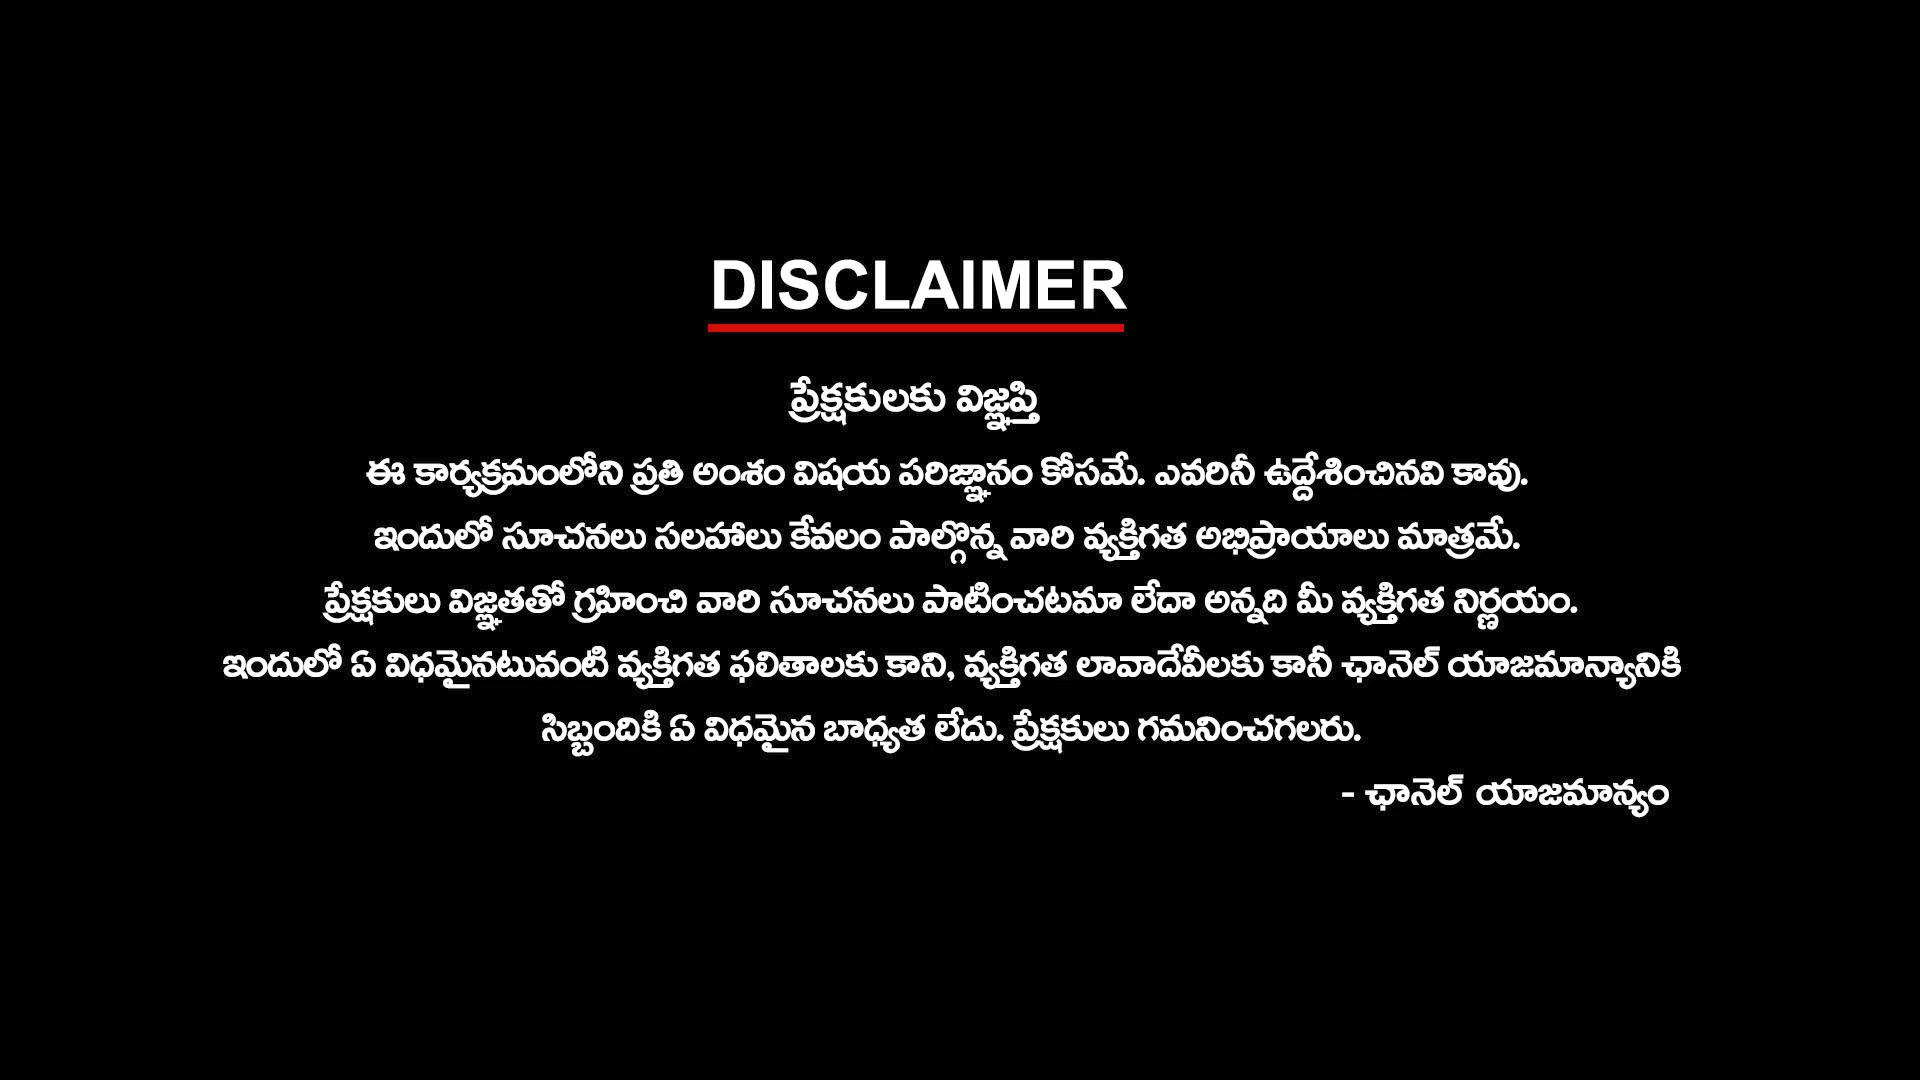 DISCLAIMER
ప్రేక్షకులకు విజ్ఞప్తి
ఈ కార్యక్రమంలోని ప్రతి అంశం విషయ పరిజ్ఞానం కోసమే. ఎవరినీ ఉద్దేశించినవి కావు.
ఇందులో సూచనలు సలహాలు కేవలం పాల్గొన్న వారి వ్యక్తిగత అభిప్రాయాలు మాత్రమే.
ప్రేక్షకులు విజ్ఞతతో గ్రహించి వారి సూచనలు పాటించటమా లేదా అన్నది మీ వ్యక్తిగత నిర్ణయం.
ఇందులో ఏ విధమైనటువంటి వ్యక్తిగత ఫలితాలకు కాని, వ్యక్తిగత లావాదేవీలకు కానీ ఛానెల్ యాజమాన్యానికి
సిబ్బందికి ఏ విధమైన బాధ్యత లేదు. ప్రేక్షకులు గమనించగలరు.
- ఛానెల్ యాజమాన్యం